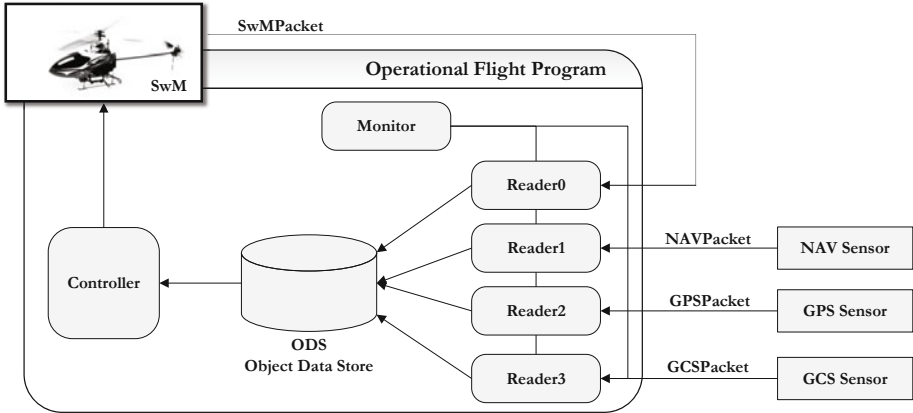 SwMPacket
SwM
Operational Flight Program
Monitor
Reader0
Reader1
NAVPacket
NAV Sensor
Controller
Reader2
GPSPacket
GPS Sensor
ODS
Object Data Store
Reader3
GCSPacket
GCS Sensor